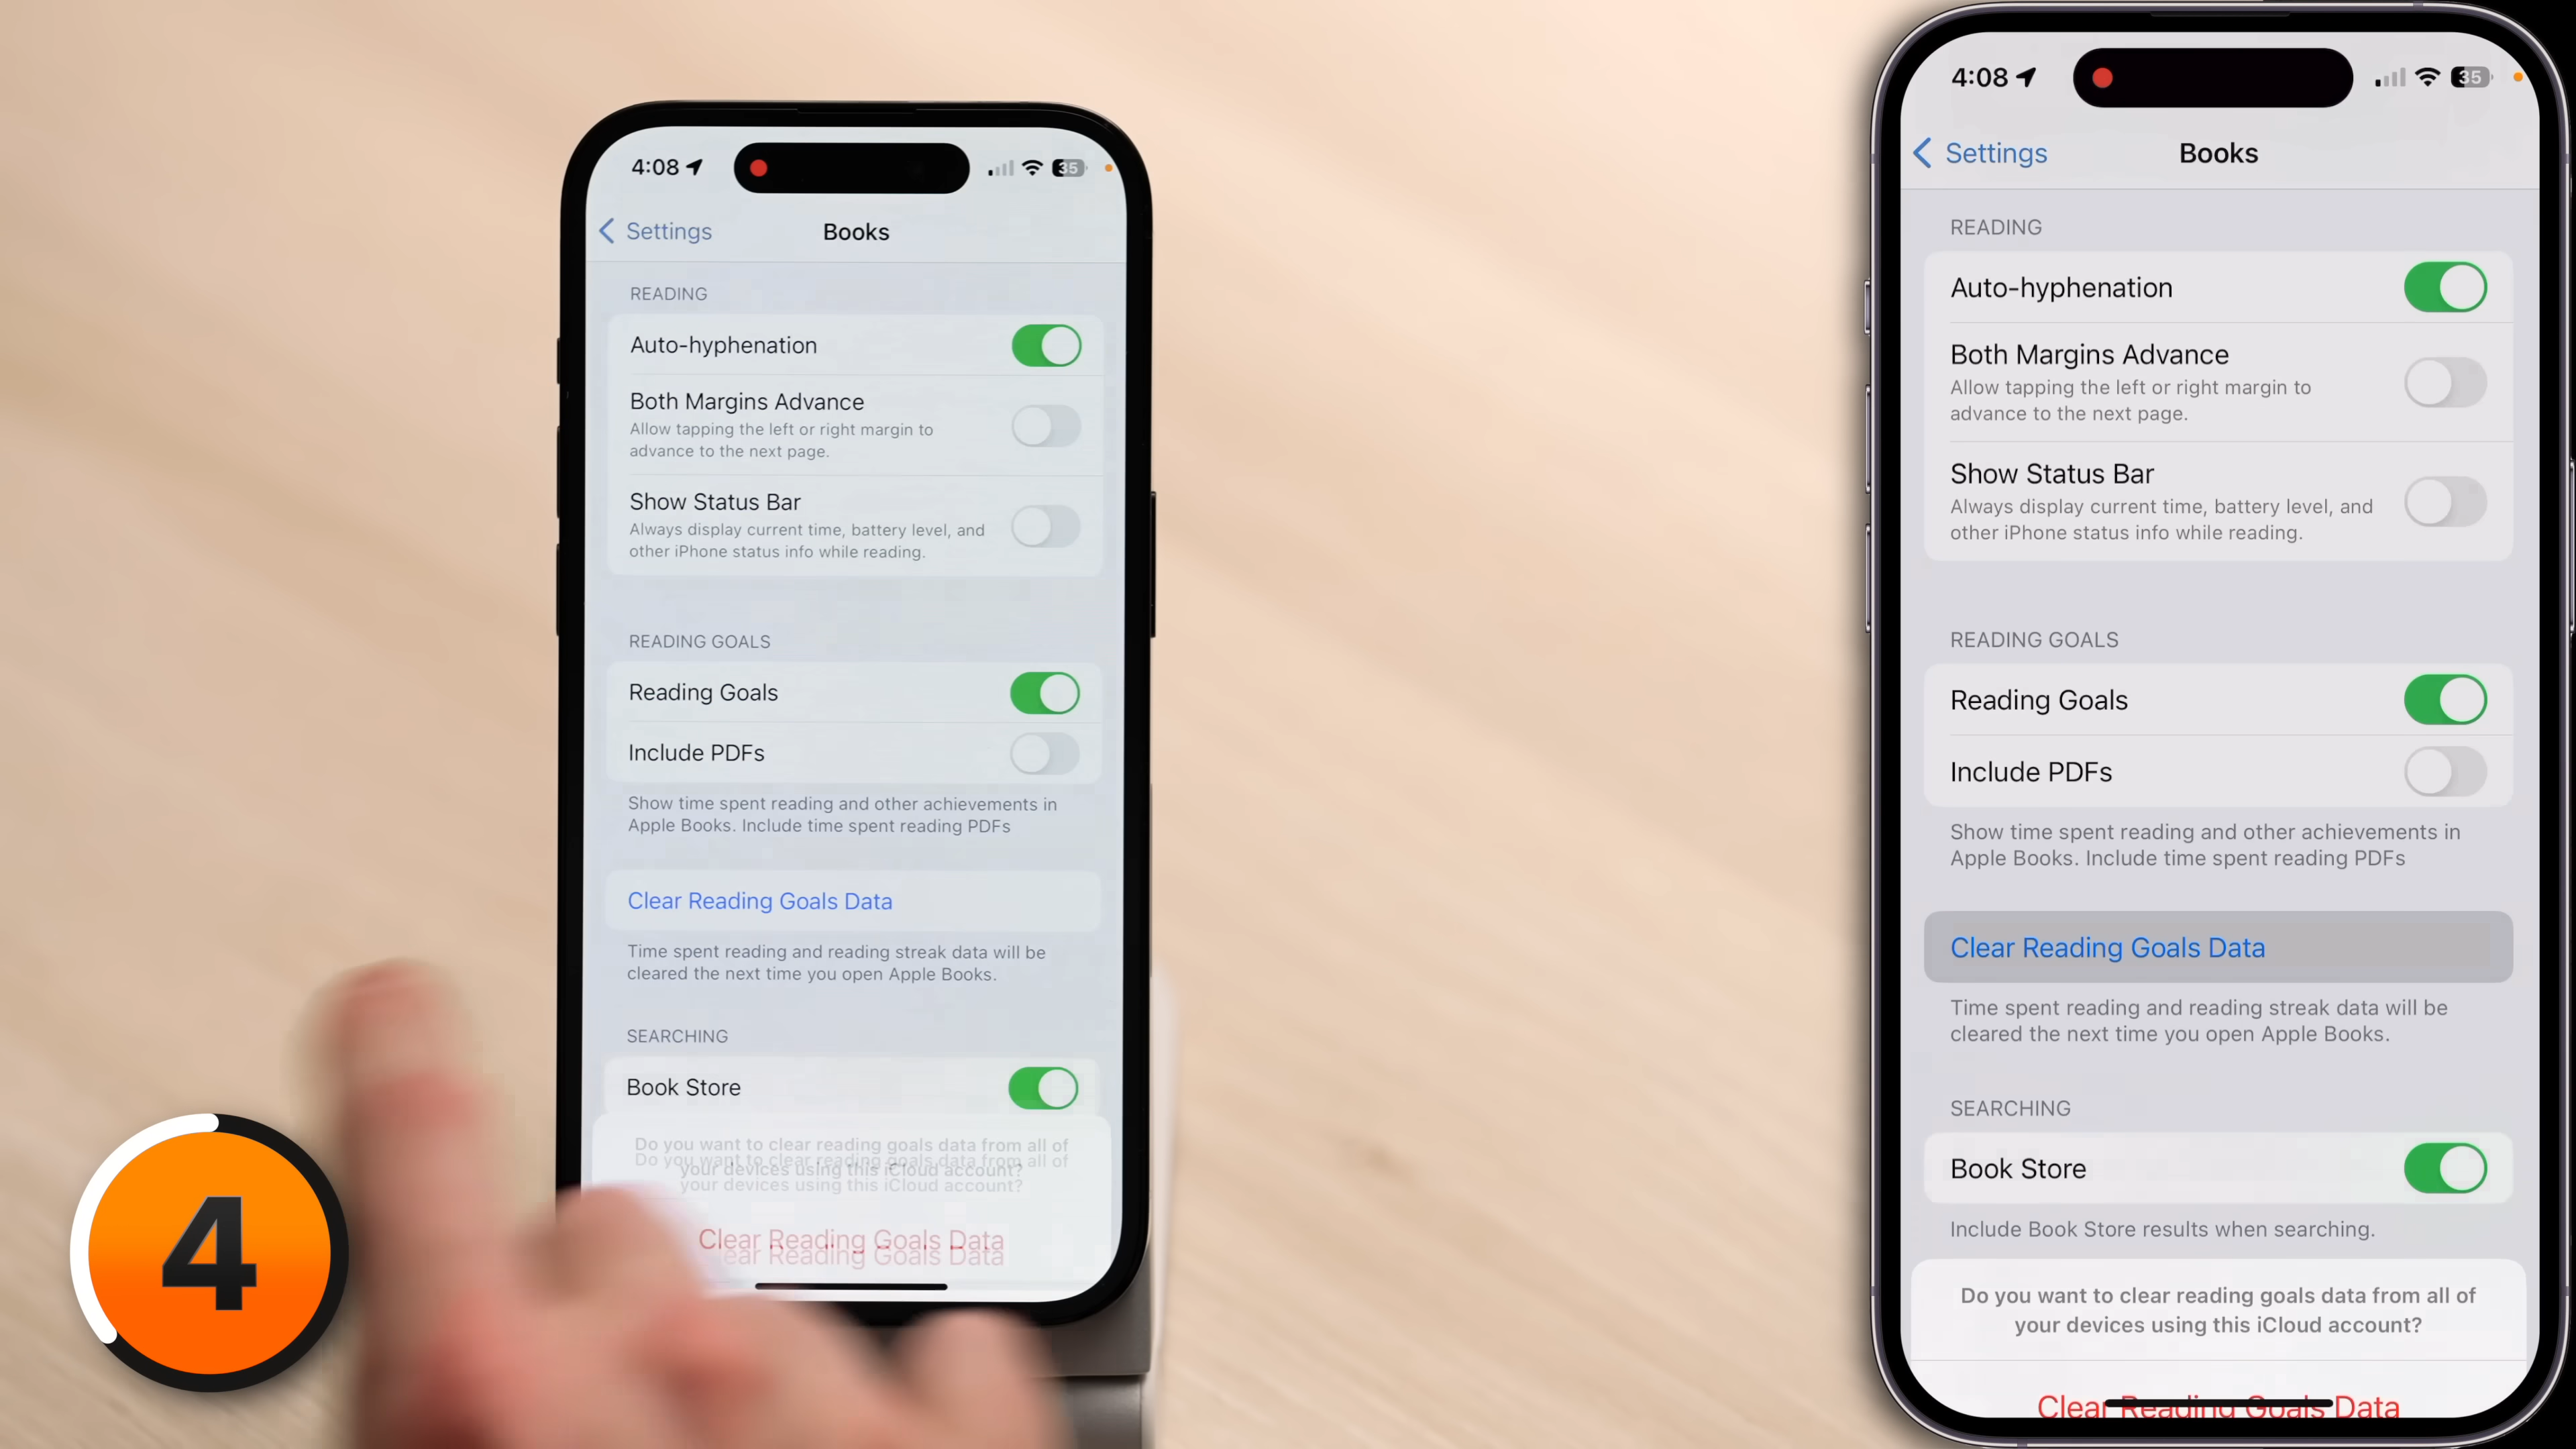 4:08
35
Settings
Books
READING
Auto-hyphenation
Both Margins Advance
Allow tapping the left or right margin to
advance to the next page.
Show Status Bar
Always display current time, battery level, and
other iPhone status info while reading.
READING GOALS
Reading Goals
Include PDFs
Show time spent reading and other achievements in
Apple Books. Include time spent reading PDFs
Clear Reading Goals Data
Time spent reading and reading streak data will be
cleared the next time you open Apple Books.
SEARCHING
Book Store
Do you want to clear reading goals data from all of
your devices using this iCloud account?
Clear Reading Goals Data
4
4:08
35
Settings
Books
READING
Auto-hyphenation
Both Margins Advance
Allow tapping the left or right margin to
advance to the next page.
Show Status Bar
Always display current time, battery level, and
other iPhone status info while reading.
READING GOALS
Reading Goals
Include PDFs
Show time spent reading and other achievements in
Apple Books. Include time spent reading PDFs
Clear Reading Goals Data
Time spent reading and reading streak data will be
cleared the next time you open Apple Books.
SEARCHING
Book Store
Include Book Store results when searching.
Do you want to clear reading goals data from all of
your devices using this iCloud account?
Clear Reading Goals Data